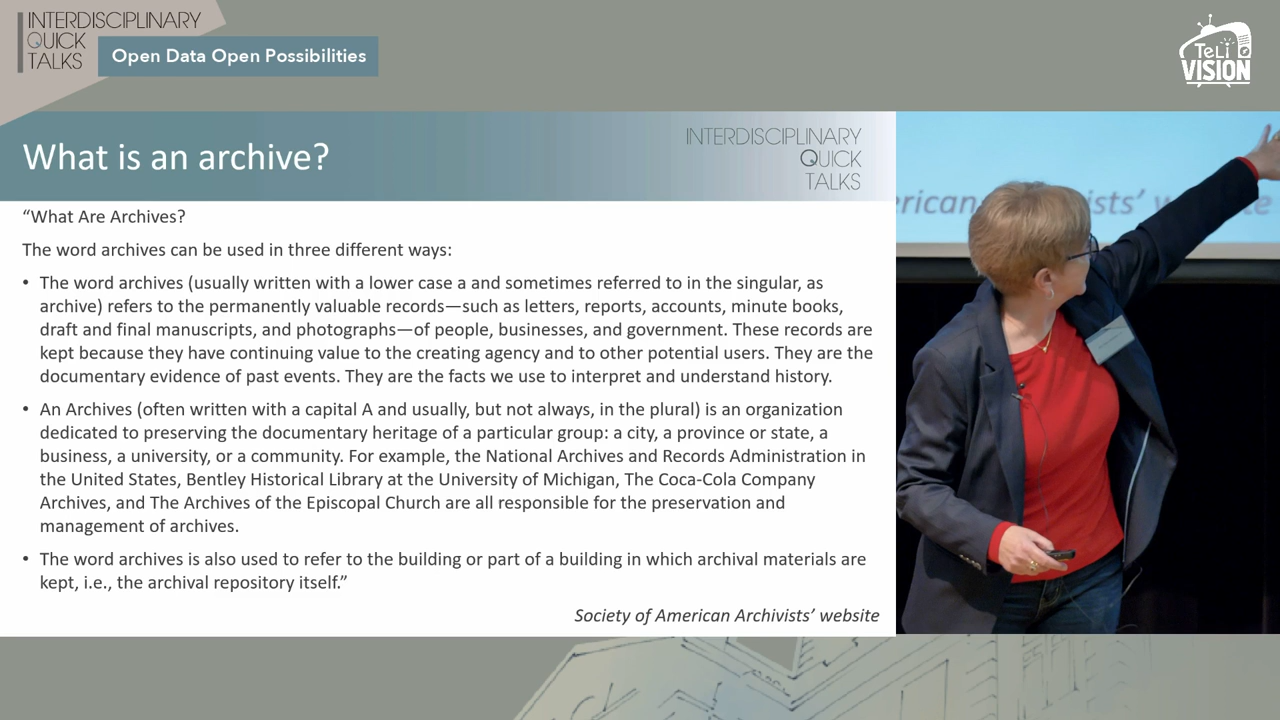 INTERDISCIPLINARY
QUICK
TALKS
Open Data Open Possibilities
TeLi
VISION
What is an archive?
INTERDISCIPLINARY
QUICK
TALKS
“What Are Archives?
The word archives can be used in three different ways:
• The word archives (usually written with a lower case a and sometimes referred to in the singular, as
archive) refers to the permanently valuable records—such as letters, reports, accounts, minute books,
draft and final manuscripts, and photographs—of people, businesses, and government. These records are
kept because they have continuing value to the creating agency and to other potential users. They are the
documentary evidence of past events. They are the facts we use to interpret and understand history.
• An Archives (often written with a capital A and usually, but not always, in the plural) is an organization
dedicated to preserving the documentary heritage of a particular group: a city, a province or state, a
business, a university, or a community. For example, the National Archives and Records Administration in
the United States, Bentley Historical Library at the University of Michigan, The Coca-Cola Company
Archives, and The Archives of the Episcopal Church are all responsible for the preservation and
management of archives.
• The word archives is also used to refer to the building or part of a building in which archival materials are
kept, i.e., the archival repository itself.”
Society of American Archivists’ website